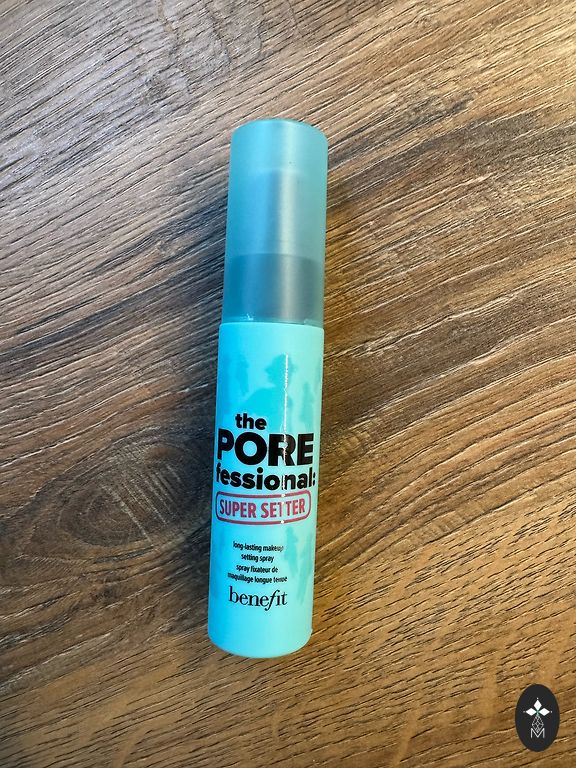 the
PORE
fessional:
SUPER SETTER
long-lasting makeup
setting spray
spray fixateur de
maquillage longue tenue
benefit
M